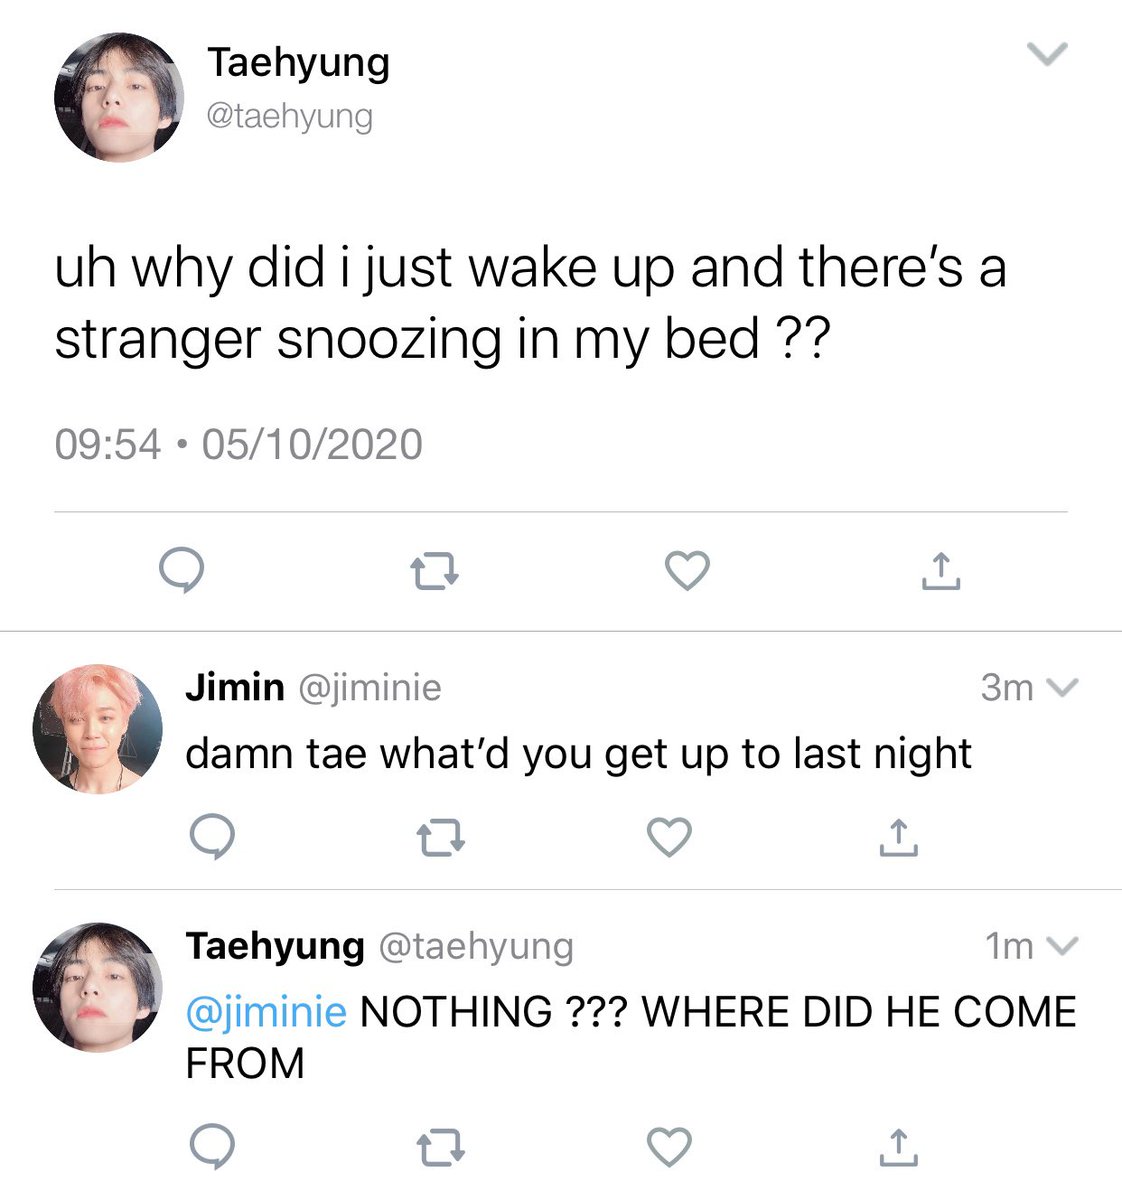 Taehyung
@taehyung
uh why did i just wake up and there’s a
stranger snoozing in my bed ??
09:54 • 05/10/2020
Jimin @jiminie 3m
damn tae what’d you get up to last night
Taehyung @taehyung 1m
@jiminie NOTHING ??? WHERE DID HE COME
FROM